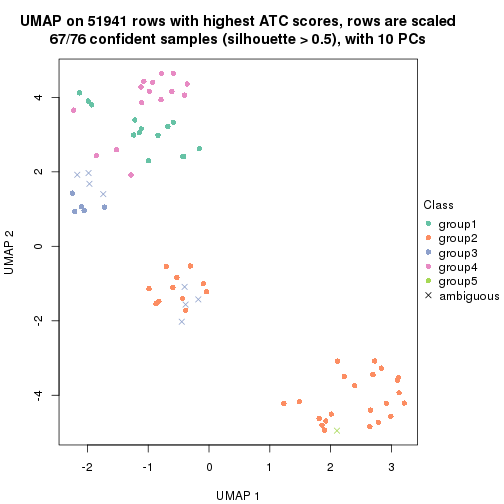 UMAP on 51941 rows with highest ATC scores, rows are scaled
67/76 confident samples (silhouette > 0.5), with 10 PCs
4
2
0
-2
-4
UMAP 2
-2
-1
0
1
2
3
UMAP 1
Class
group1
group2
group3
group4
group5
ambiguous